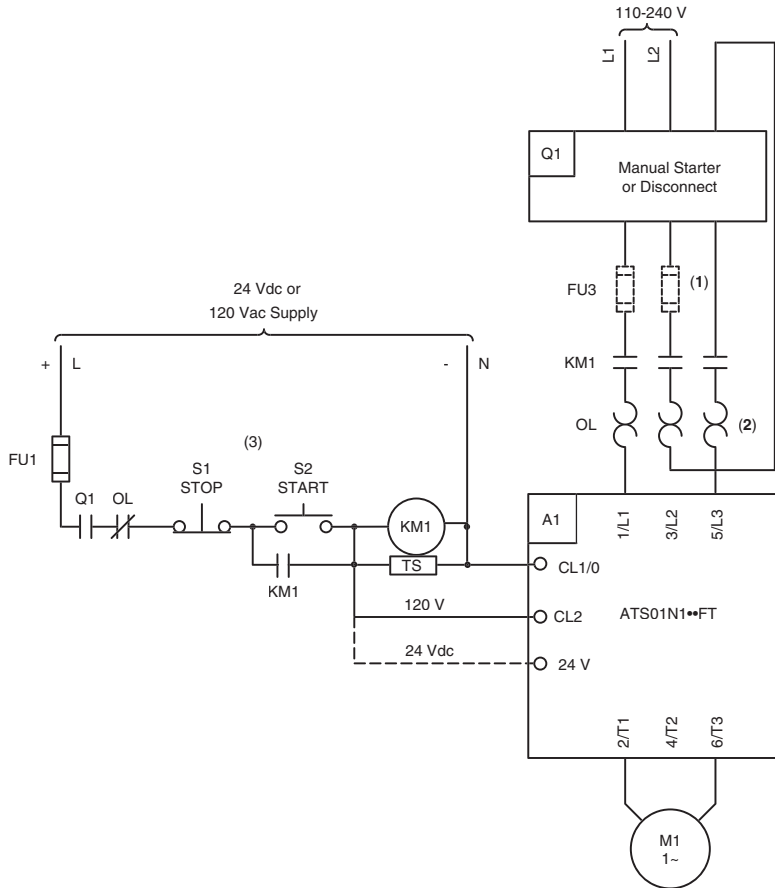 110-240 V
L1
L2
Q1
Manual Starter
or Disconnect
FU3
(1)
24 Vdc or
120 Vac Supply
+ L
- N
KM1
OL
(2)
(3)
FU1
S1
STOP
S2
START
Q1 OL
KM1
TS
KM1
A1
1/L1
3/L2
5/L3
CL1/0
120 V
CL2
ATS01N1••FT
24 Vdc
24 V
2/T1
4/T2
6/T3
M1
1~